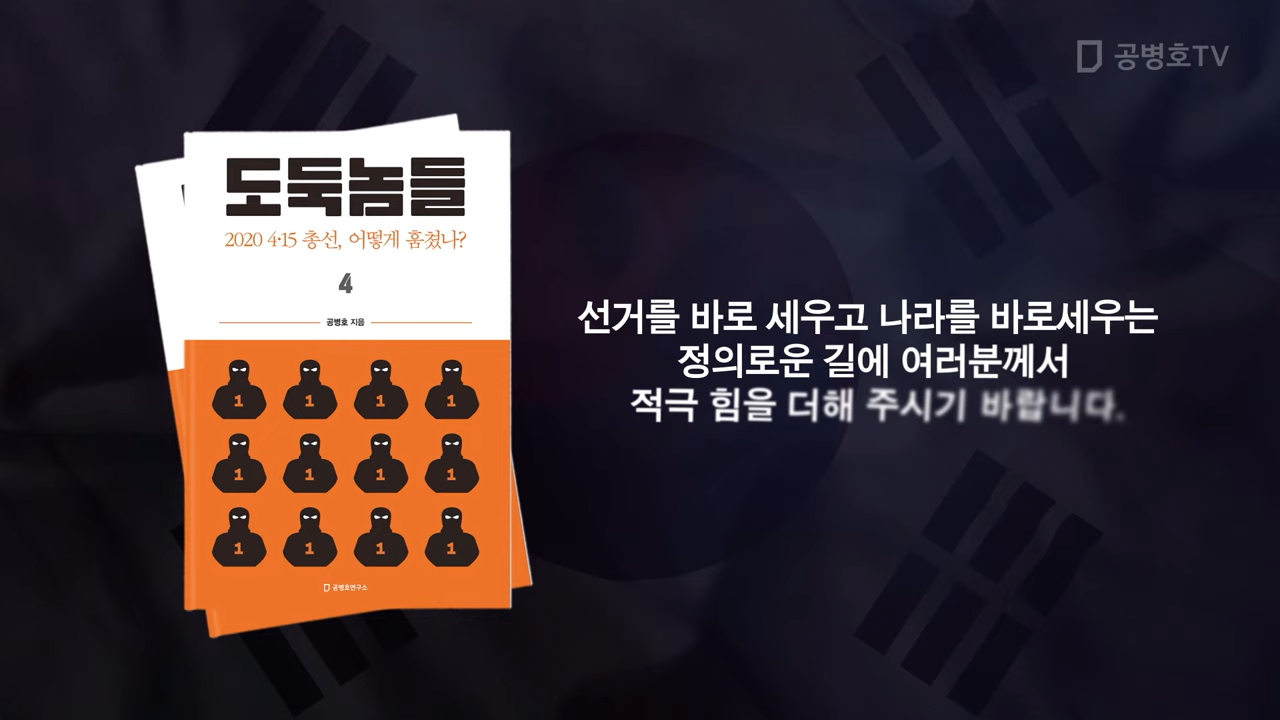 공병호TV
도둑놈들
2020 4·15 총선, 어떻게 훔쳤나?
4
공병호 지음
1 1 1 1
1 1 1 1
1 1 1 1
공병호연구소
선거를 바로 세우고 나라를 바로세우는
정의로운 길에 여러분께서
적극 힘을 더해 주시기 바랍니다.